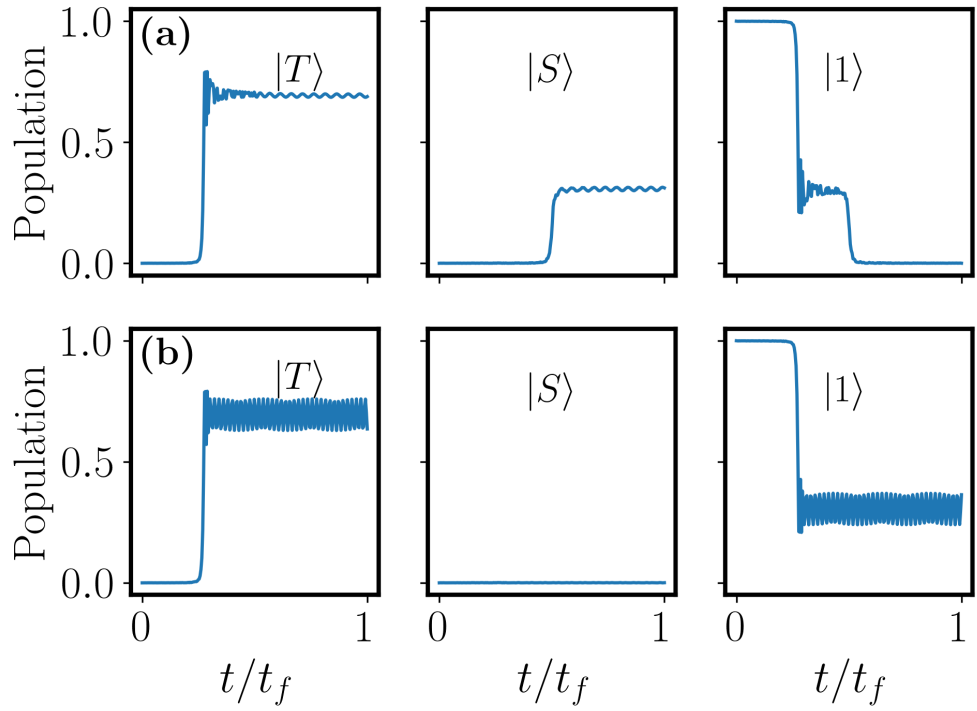 (a)
|T⟩
|S⟩
|1⟩
Population
1.0
0.5
0.0
(b)
|T⟩
|S⟩
|1⟩
Population
1.0
0.5
0.0
0 1
0 1
0 1
t/t_f
t/t_f
t/t_f